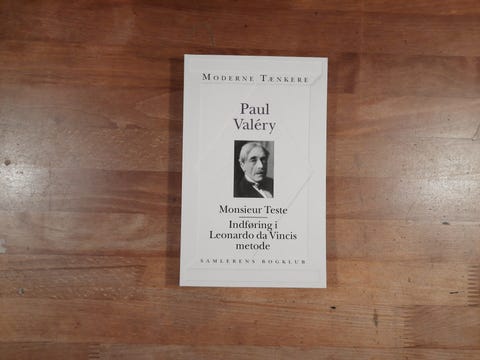 Moderne Tænkere
Paul
Valéry
Monsieur Teste
Indføring i
Leonardo da Vincis
metode
SAMLERENS BOGKLUB